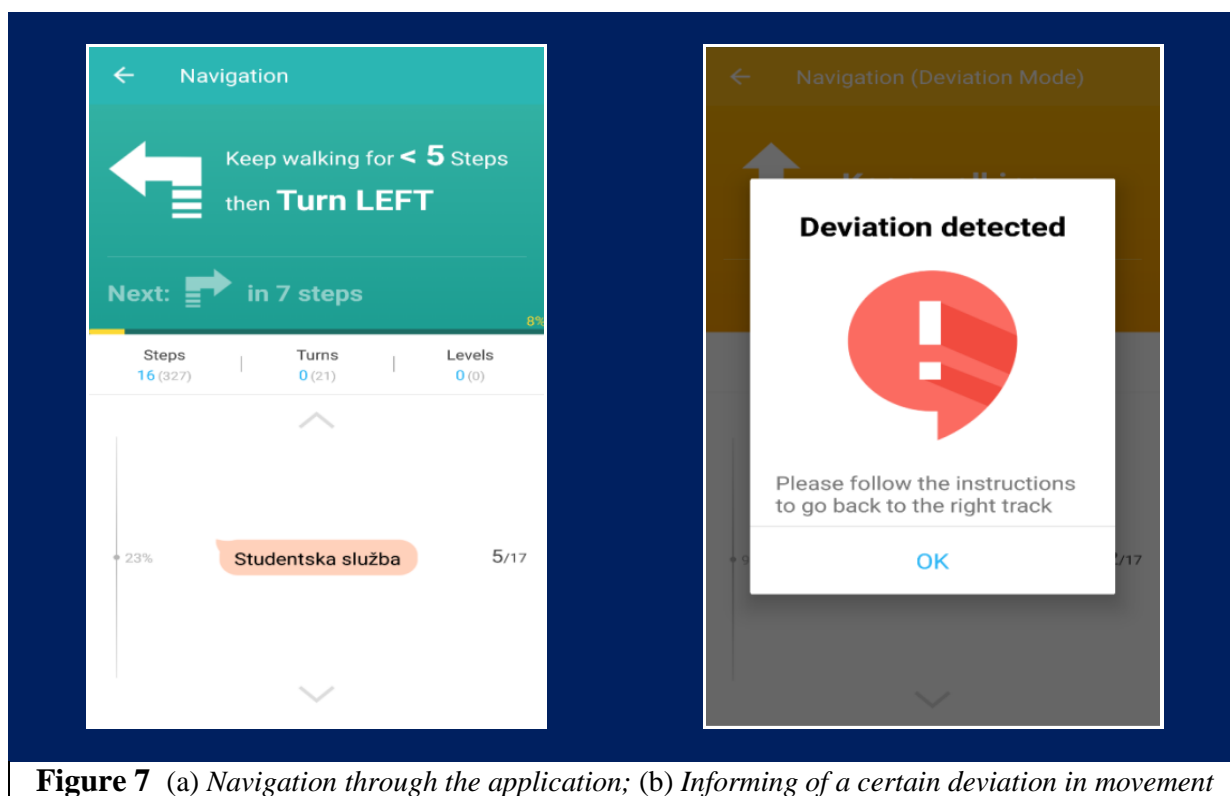 ← Navigation
Keep walking for < 5 Steps
then Turn LEFT
Next: in 7 steps
8%
Steps | Turns | Levels
16 (327) 0 (21) 0 (0)
23% Studentska služba 5/17
← Navigation (Deviation Mode)
Deviation detected
!
Please follow the instructions
to go back to the right track
/17
OK
Figure 7 (a) Navigation through the application; (b) Informing of a certain deviation in movement